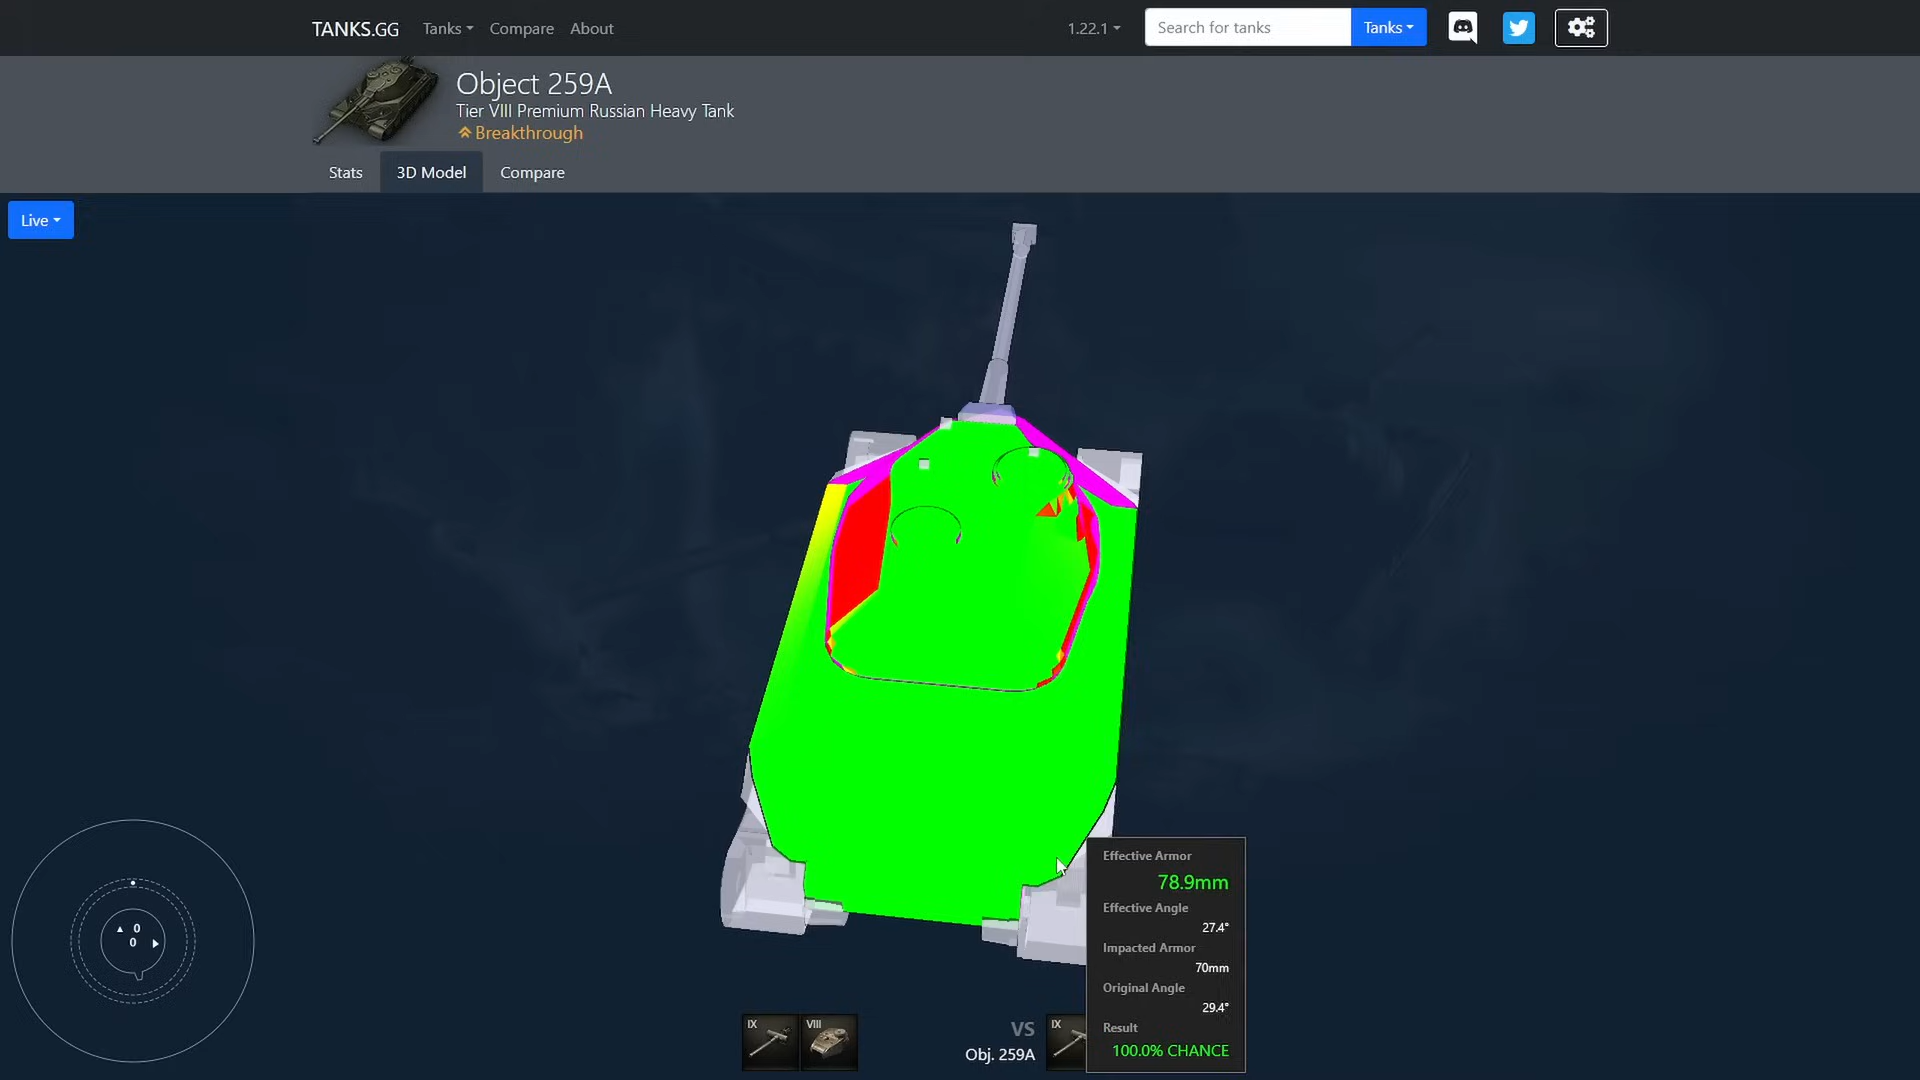 TANKS.GG Tanks Compare About 1.22.1 Search for tanks Tanks
Object 259A
Tier VIII Premium Russian Heavy Tank
Breakthrough
Stats 3D Model Compare
Live
Effective Armor
78.9mm
Effective Angle
27.4°
Impacted Armor
70mm
Original Angle
29.4°
Result
100.0% CHANCE
0
0
IX VIII VS IX
Obj. 259A